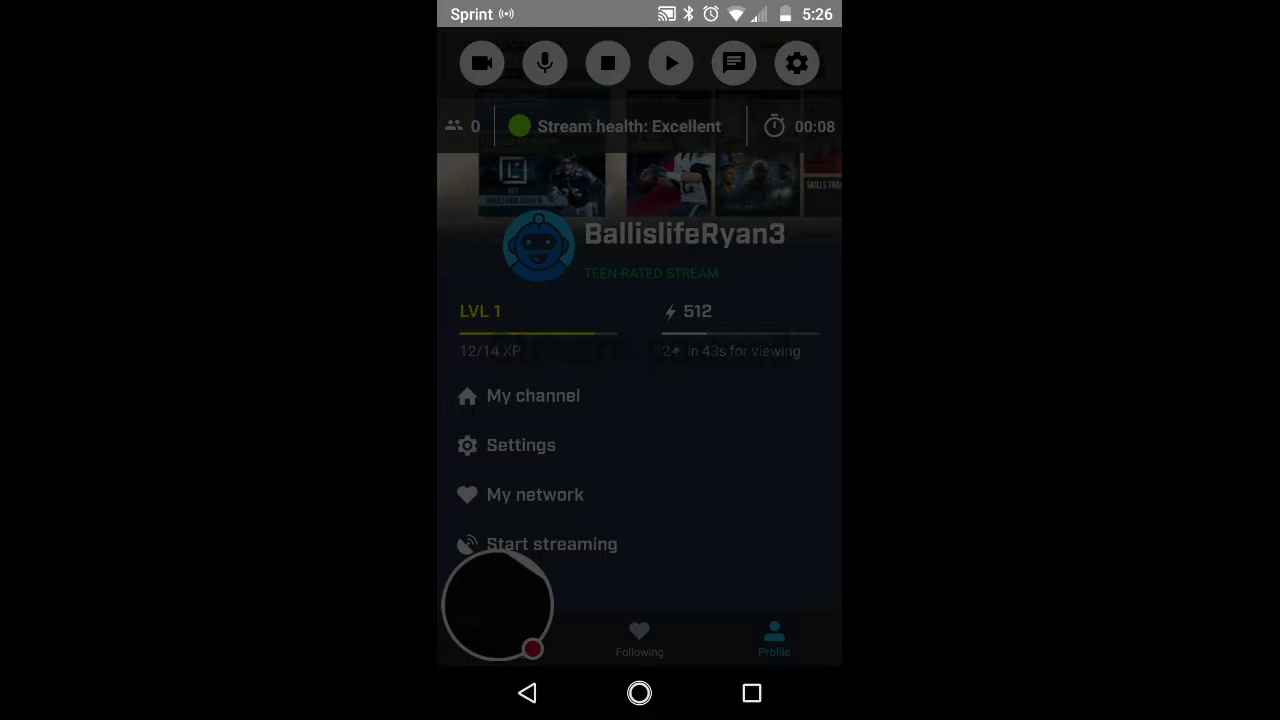 Sprint 5:26
0 Stream health: Excellent 00:08
BallislifeRyan3
TEEN-RATED STREAM
LVL 1 512
12/14 XP 2 in 43s for viewing
My channel
Settings
My network
Start streaming
Following Profile